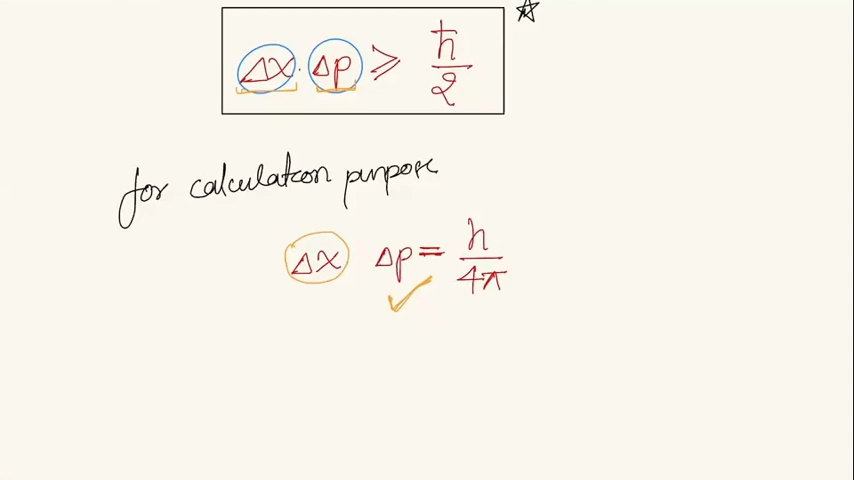 Δx · Δp ≥ ħ/2
for calculation purpose
Δx Δp = h/4π